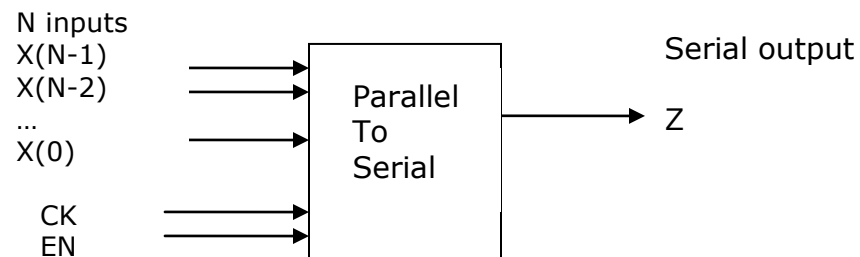 N inputs
X(N-1)
X(N-2)
...
X(0)
CK
EN
Parallel
To
Serial
Serial output
Z